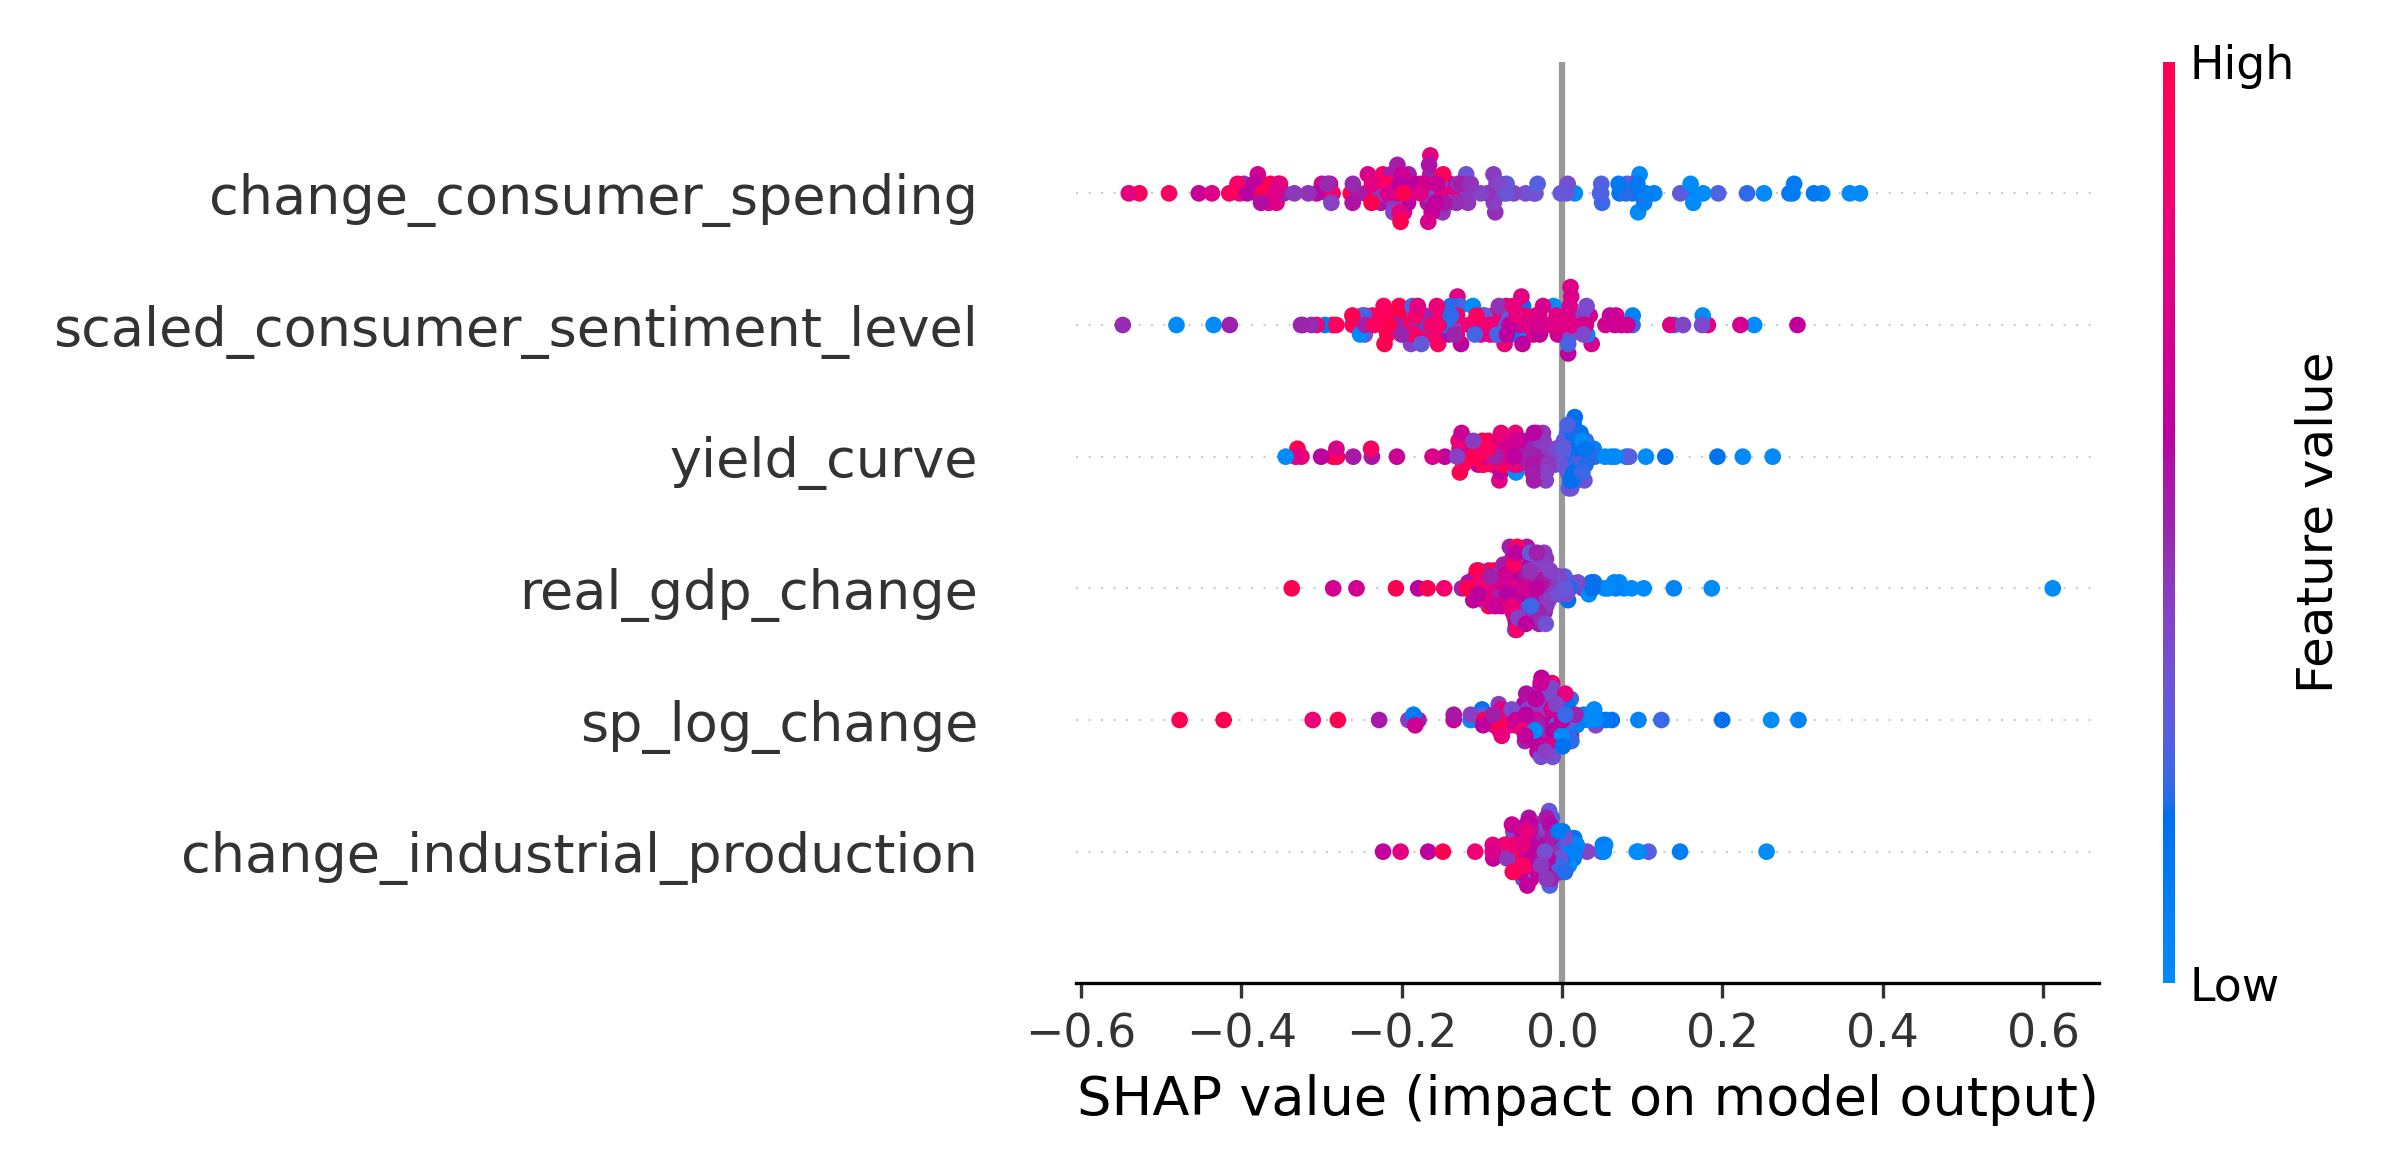 High
change_consumer_spending
scaled_consumer_sentiment_level
yield_curve
real_gdp_change
sp_log_change
change_industrial_production
Feature value
Low
−0.6 −0.4 −0.2 0.0 0.2 0.4 0.6
SHAP value (impact on model output)